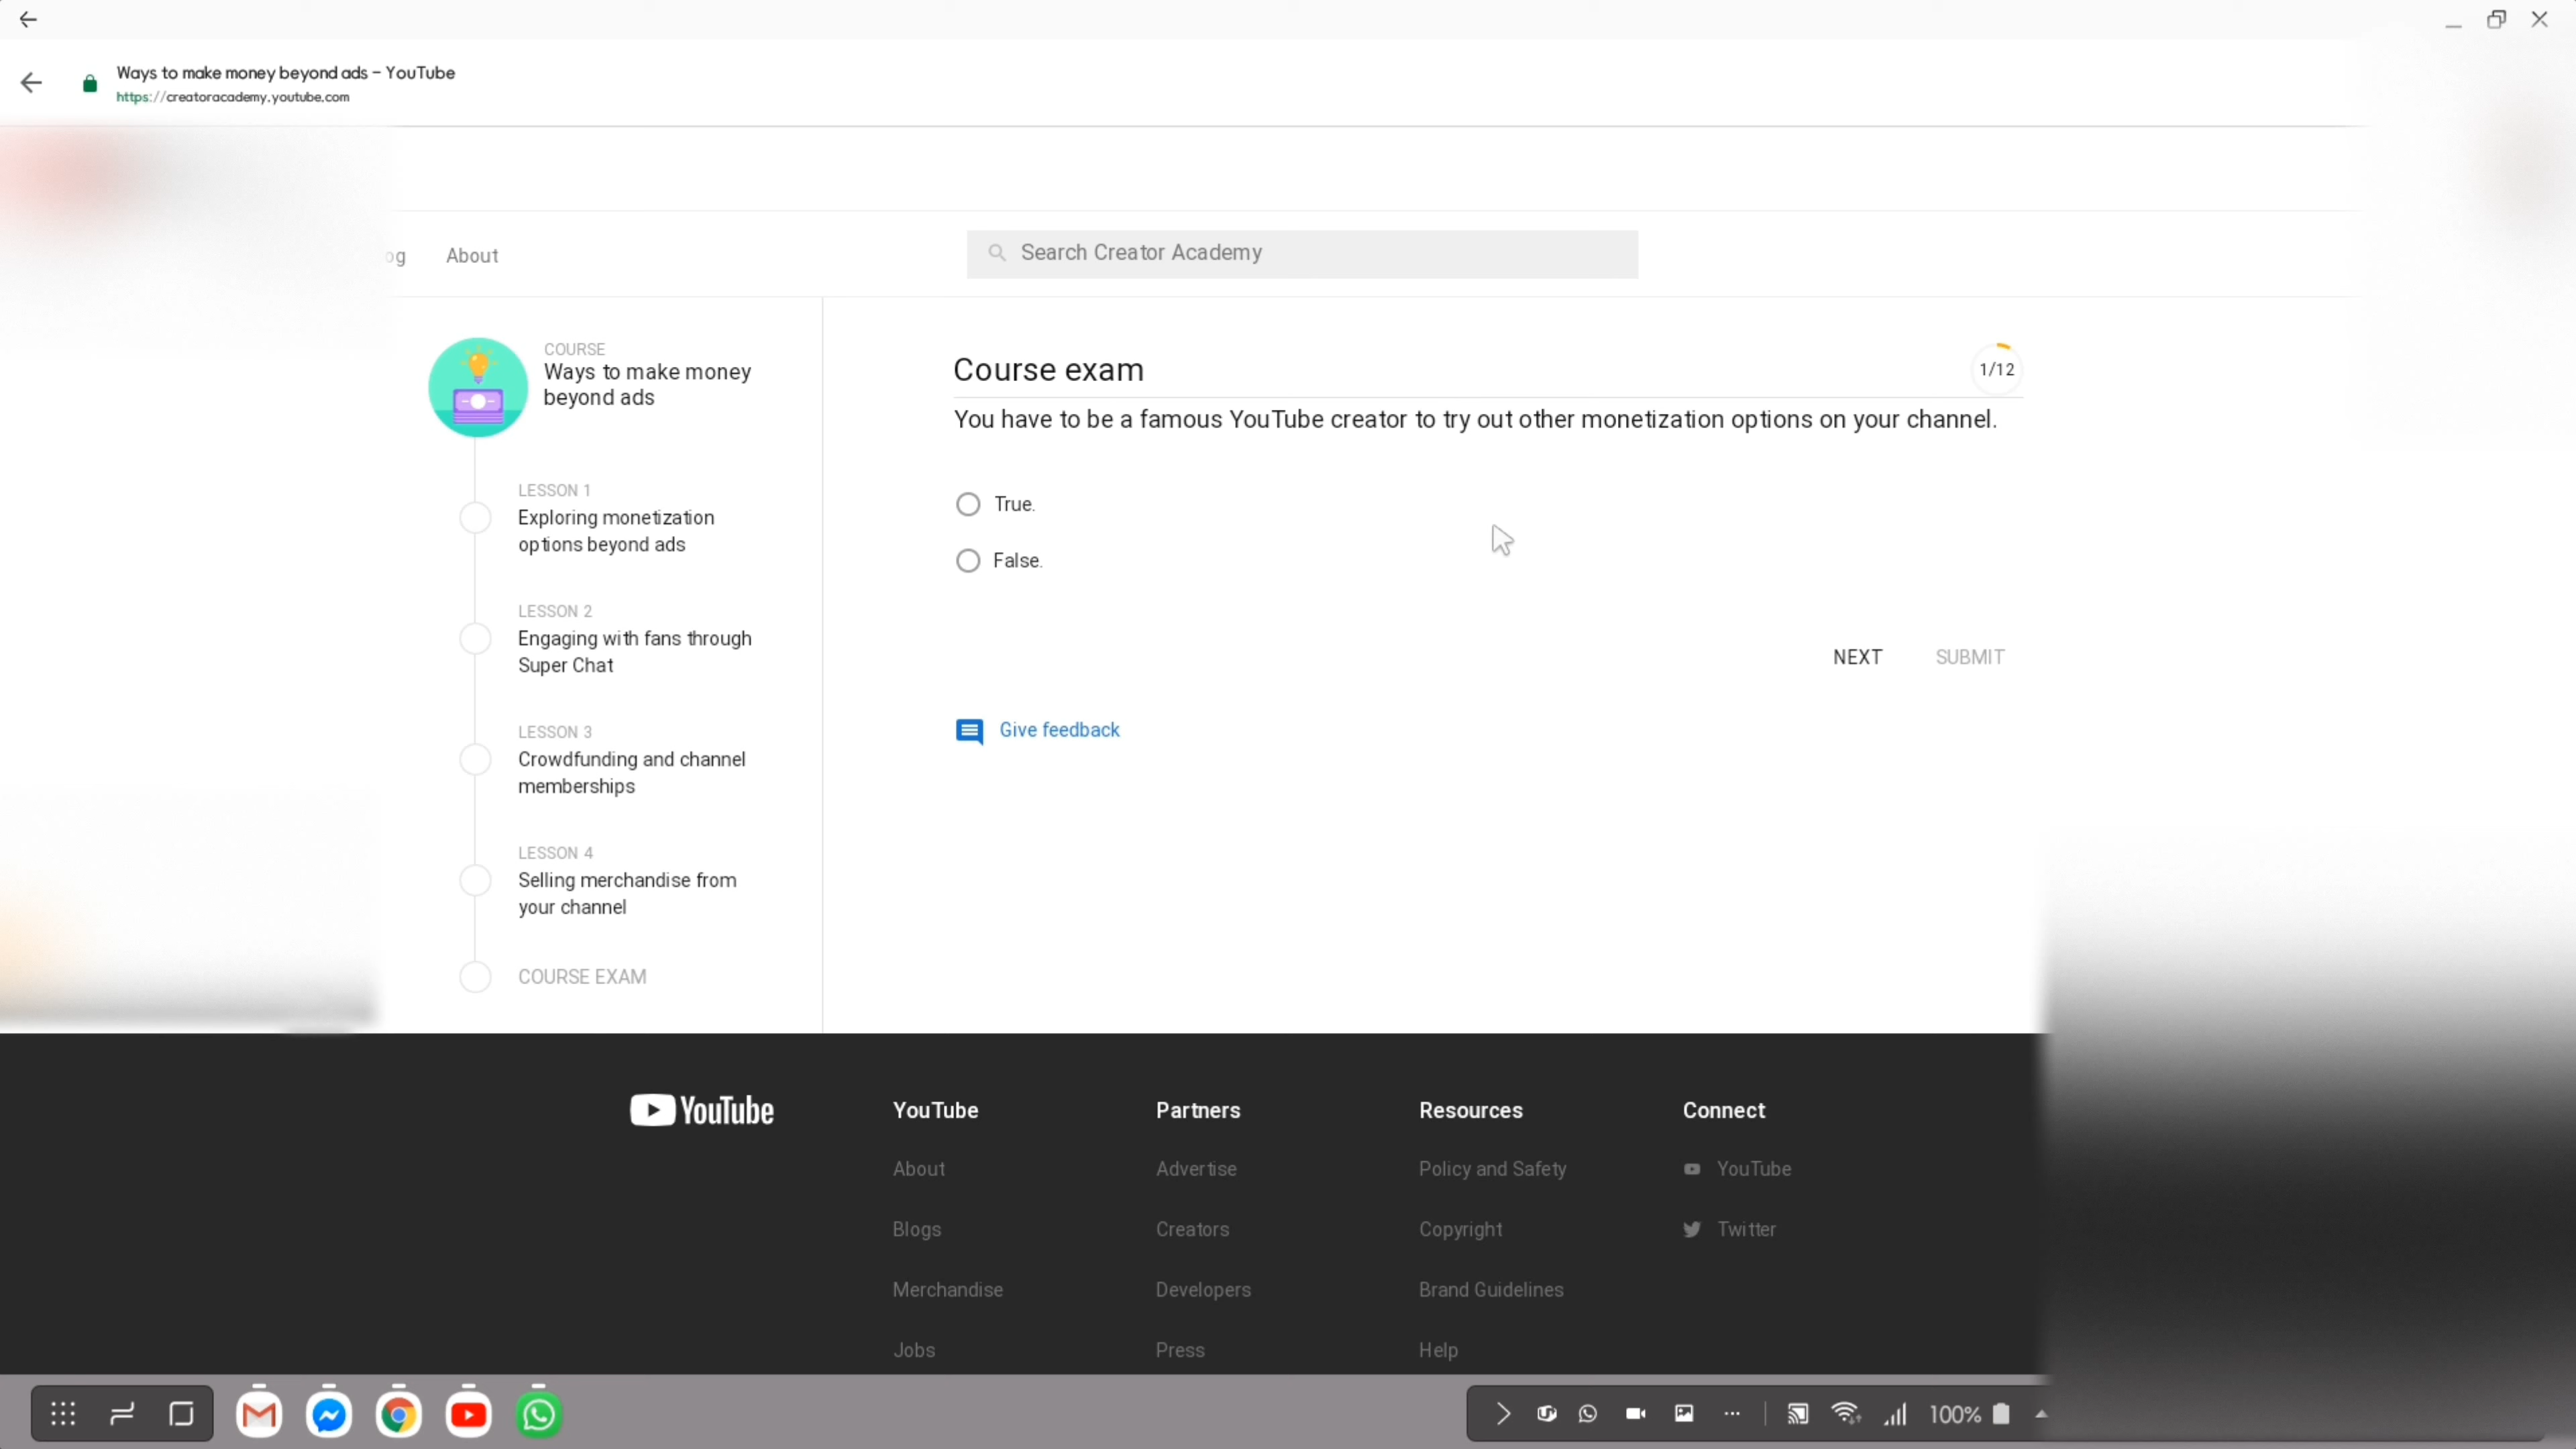 Ways to make money beyond ads – YouTube
https://creatoracademy.youtube.com
og
About
Search Creator Academy
COURSE
Ways to make money
beyond ads
LESSON 1
Exploring monetization
options beyond ads
LESSON 2
Engaging with fans through
Super Chat
LESSON 3
Crowdfunding and channel
memberships
LESSON 4
Selling merchandise from
your channel
COURSE EXAM
Course exam
1/12
You have to be a famous YouTube creator to try out other monetization options on your channel.
True.
False.
NEXT
SUBMIT
Give feedback
YouTube
YouTube
About
Blogs
Merchandise
Jobs
Partners
Advertise
Creators
Developers
Press
Resources
Policy and Safety
Copyright
Brand Guidelines
Help
Connect
YouTube
Twitter
100%